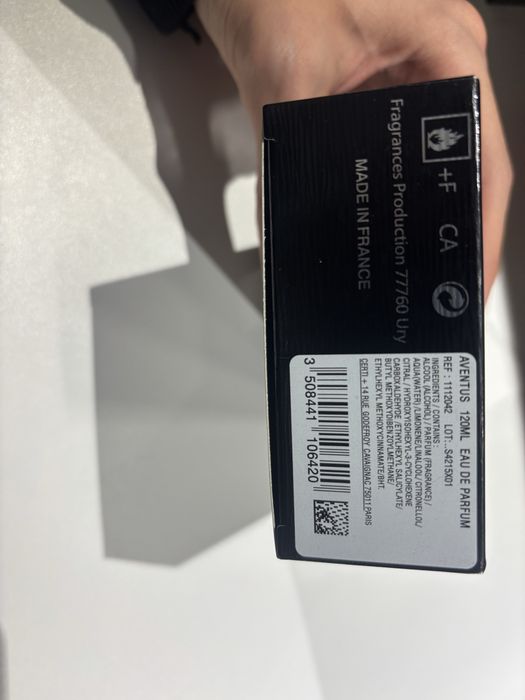 +F CA
Fragrances Production 77760 Ury
MADE IN FRANCE
AVENTUS 120ML EAU DE PARFUM
REF : 1112042 LOT:..S4215X01
INGREDIENTS / CONTAINS :
ALCOOL (ALCOHOL) / PARFUM (FRAGRANCE) /
AQUA(WATER) /LIMONENE/LINALOOL/ CITRONELLOL/
CITRAL / HYDROXYISOHEXYL-3-CYCLOHEXENE
CARBOXALDEHYDE /ETHYLHEXYL SALICYLATE/
BUTYL METHOXYDIBENZOYLMETHANE/
ETHYLHEXYL METHOXYCINNAMATE/BHT.
CERTI + 14 RUE GODEFROY CAVAIGNAC 75011 PARIS
3 508441 106420